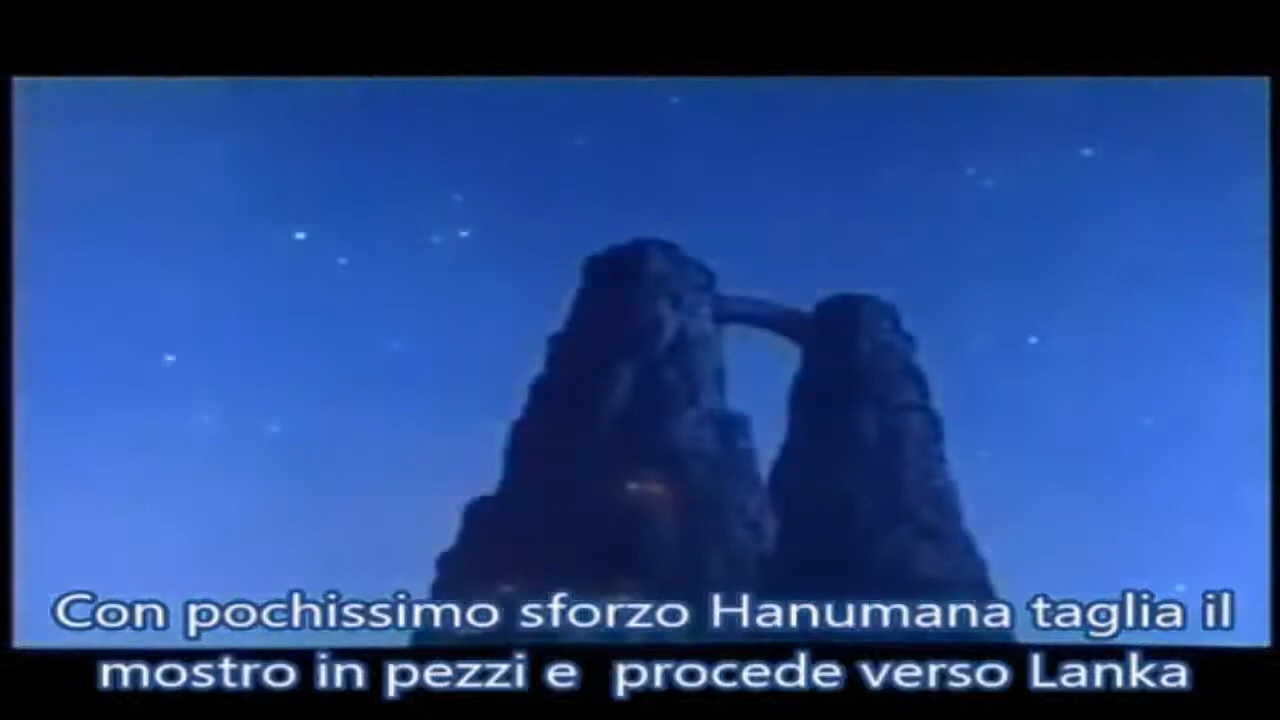 Con pochissimo sforzo Hanumana taglia il
mostro in pezzi e  procede verso Lanka